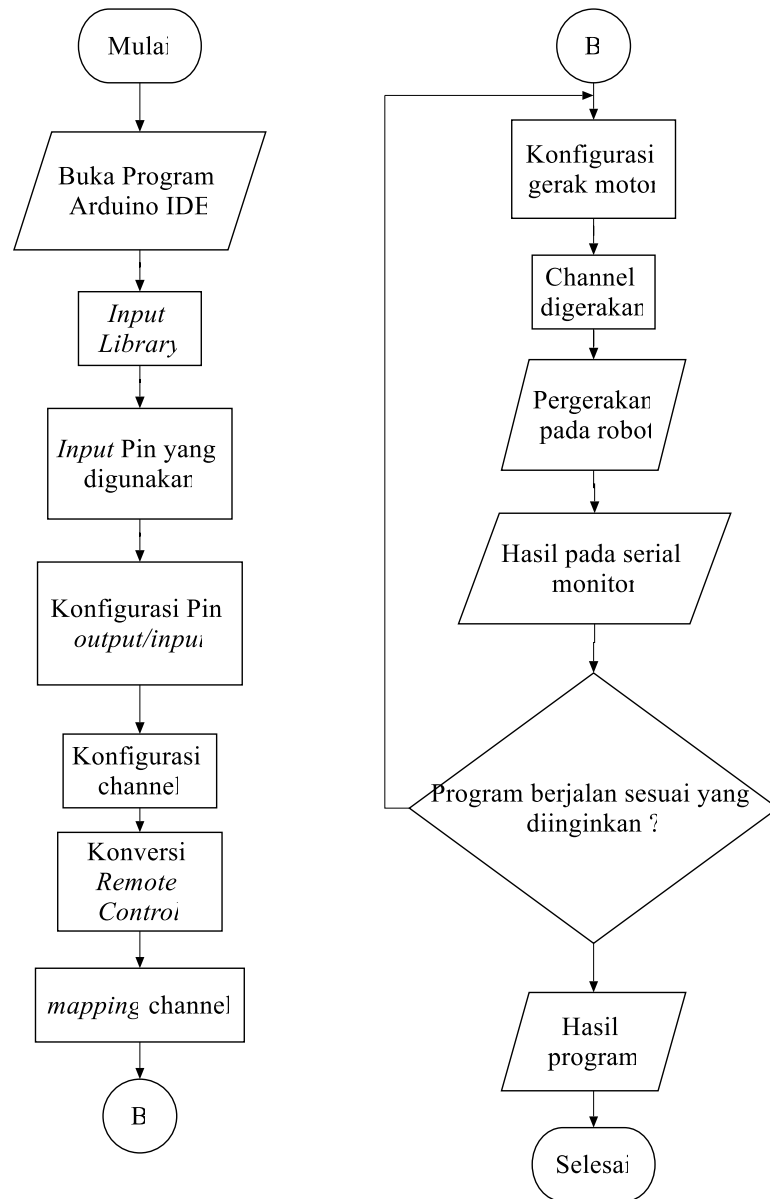 Mulai
Buka Program
Arduino IDE
Input
Library
Input Pin yang
digunakan
Konfigurasi Pin
output/input
Konfigurasi
channel
Konversi
Remote
Control
mapping channel
B
B
Konfigurasi
gerak motor
Channel
digerakan
Pergerakan
pada robot
Hasil pada serial
monitor
Program berjalan sesuai yang
diinginkan ?
Hasil
program
Selesai